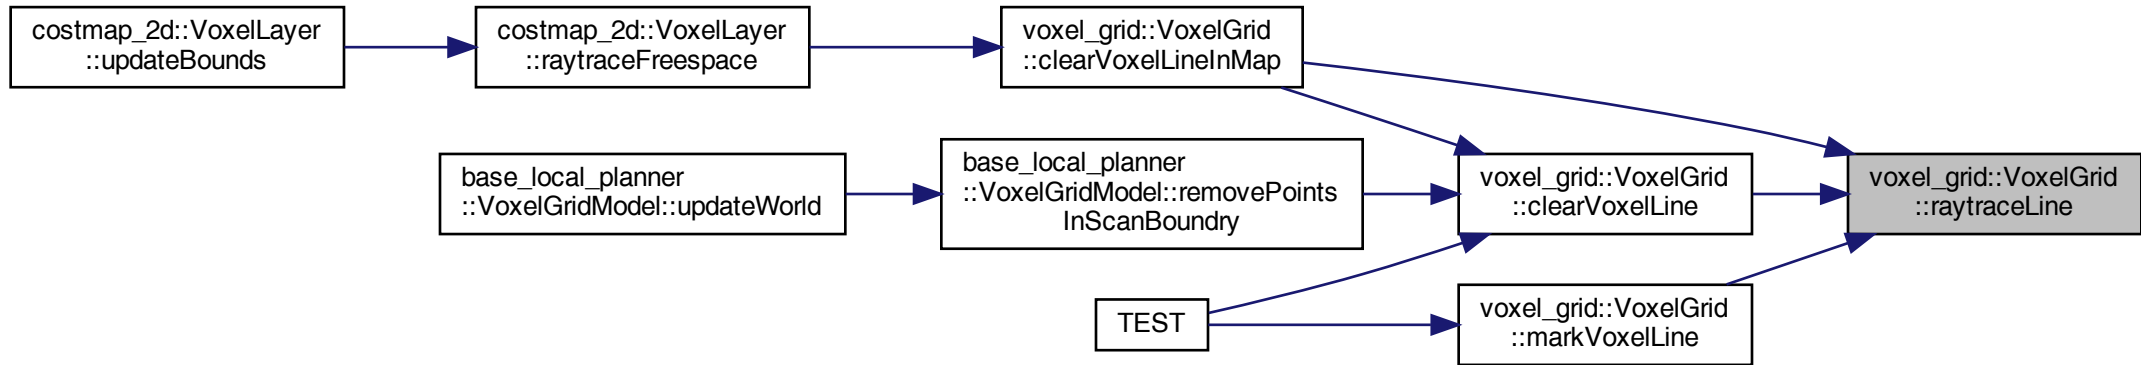 costmap_2d::VoxelLayer
::updateBounds
costmap_2d::VoxelLayer
::raytraceFreespace
voxel_grid::VoxelGrid
::clearVoxelLineInMap
base_local_planner
::VoxelGridModel::updateWorld
base_local_planner
::VoxelGridModel::removePoints
InScanBoundry
voxel_grid::VoxelGrid
::clearVoxelLine
voxel_grid::VoxelGrid
::raytraceLine
TEST
voxel_grid::VoxelGrid
::markVoxelLine